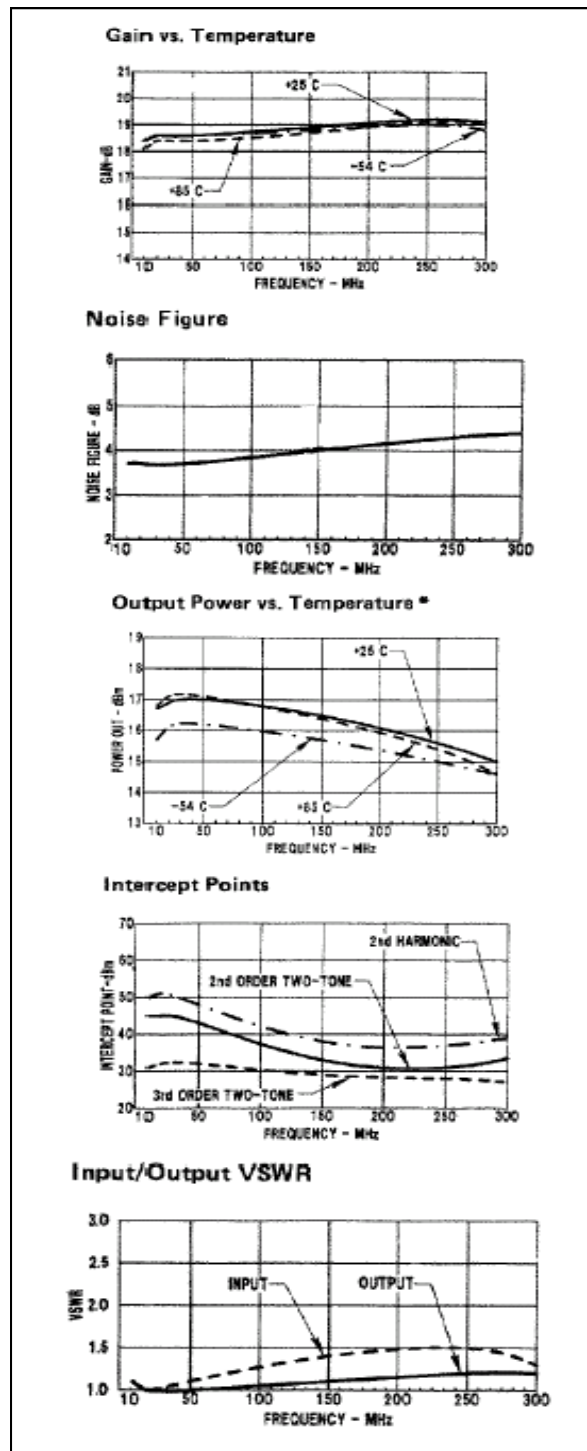 Gain vs. Temperature
21
20
19
18
17
16
15
14
GAIN-dB
+25 C
-54 C
+85 C
10 50 100 150 200 250 300
FREQUENCY - MHz
Noise Figure
6
5
4
3
2
NOISE FIGURE - dB
10 50 100 150 200 250 300
FREQUENCY - MHz
Output Power vs. Temperature*
19
18
17
16
15
14
13
POWER OUT - dBm
+25 C
-54 C
+85 C
10 50 100 150 200 250 300
FREQUENCY - MHz
Intercept Points
70
60
50
40
30
20
INTERCEPT POINT-dBm
2nd HARMONIC
2nd ORDER TWO-TONE
3rd ORDER TWO-TONE
10 50 100 150 200 250 300
FREQUENCY - MHz
Input/Output VSWR
3.0
2.5
2.0
1.5
1.0
VSWR
INPUT
OUTPUT
10 50 100 150 200 250 300
FREQUENCY - MHz